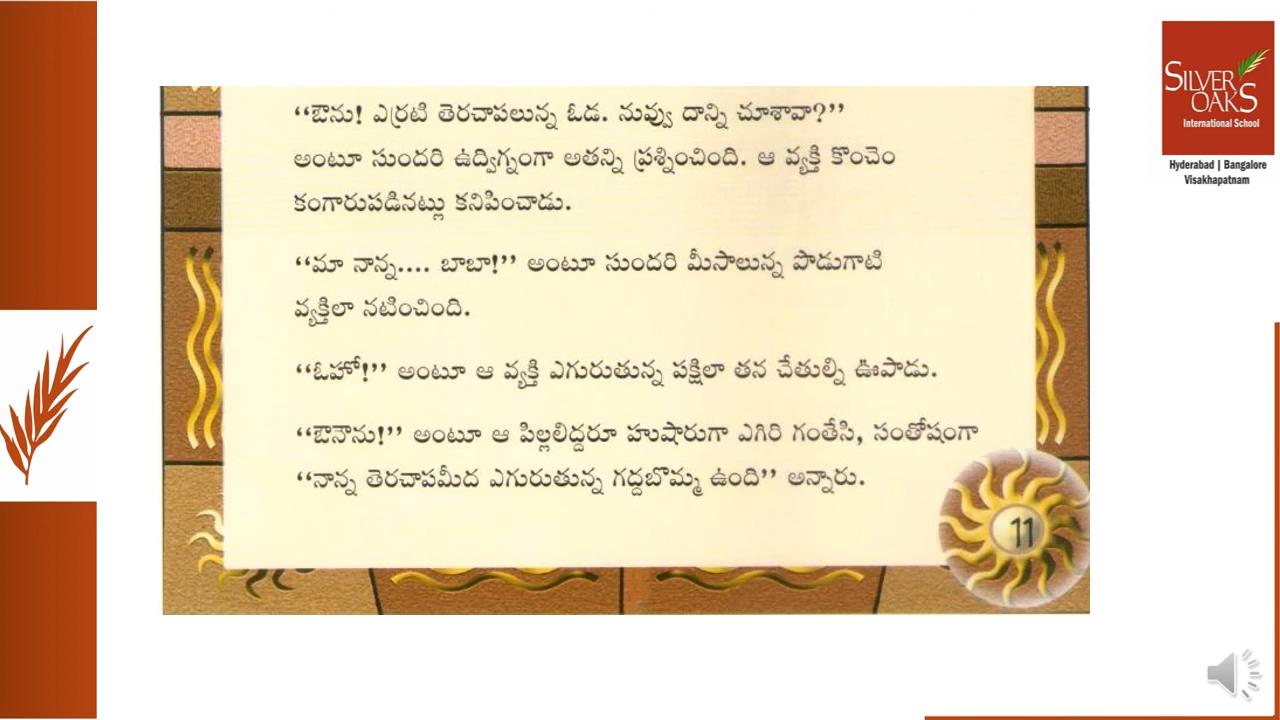 SILVER
OAKS
International School
Hyderabad | Bangalore
Visakhapatnam
“ఔను! ఎర్రటి తెరచాపలున్న ఓడ. నువ్వు దాన్ని చూశావా?”
అంటూ సుందరి ఉద్విగ్నంగా అతన్ని ప్రశ్నించింది. ఆ వ్యక్తి కొంచెం
కంగారుపడినట్లు కనిపించాడు.
“మా నాన్న.... బాబా!” అంటూ సుందరి మీసాలున్న పొడుగాటి
వ్యక్తిలా నటించింది.
“ఓహో!” అంటూ ఆ వ్యక్తి ఎగురుతున్న పక్షిలా తన చేతుల్ని ఊపాడు.
“ఔనౌను!” అంటూ ఆ పిల్లలిద్దరూ హుషారుగా ఎగిరి గంతేసి, సంతోషంగా
“నాన్న తెరచాపమీద ఎగురుతున్న గద్దబొమ్మ ఉంది” అన్నారు.
11